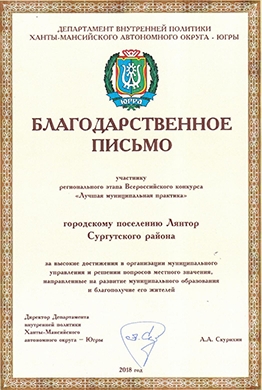 ДЕПАРТАМЕНТ ВНУТРЕННЕЙ ПОЛИТИКИ
ХАНТЫ-МАНСИЙСКОГО АВТОНОМНОГО ОКРУГА - ЮГРЫ
ЮГРА
БЛАГОДАРСТВЕННОЕ
ПИСЬМО
участнику
регионального этапа Всероссийского конкурса
«Лучшая муниципальная практика»
городскому поселению Лянтор
Сургутского района
за высокие достижения в организации муниципального
управления и решении вопросов местного значения,
направленные на развитие муниципального образования
и благополучие его жителей
Директор Департамента
внутренней политики
Ханты-Мансийского
автономного округа – Югры
А.А. Скурихин
2018 год